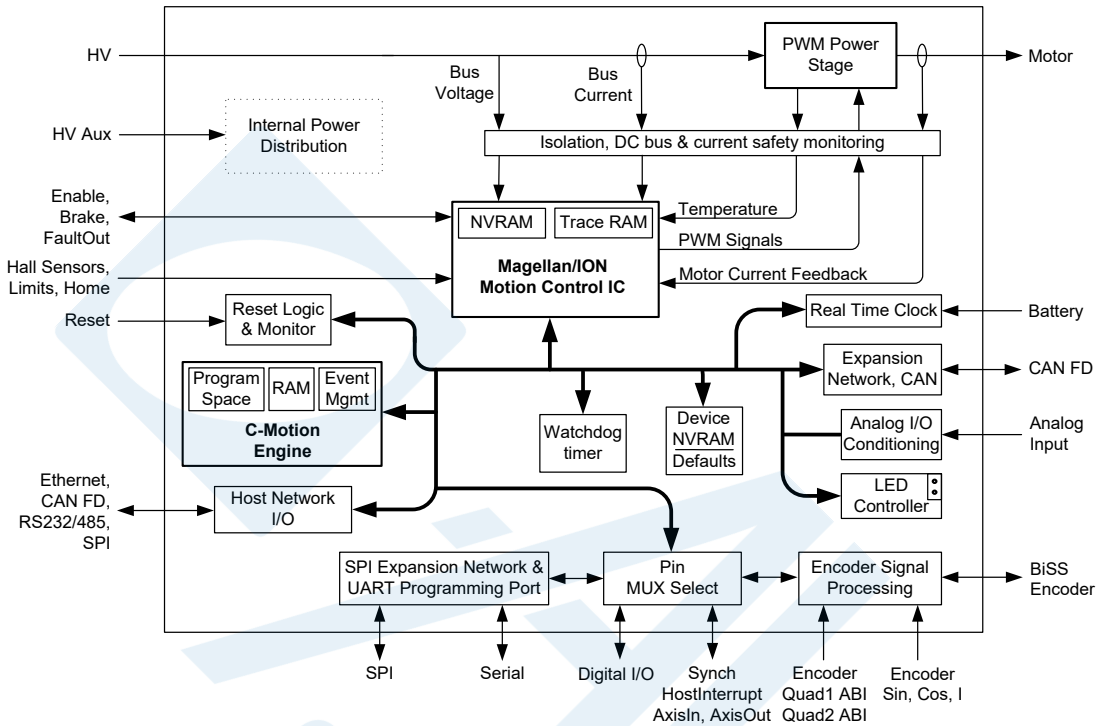 HV
Bus
Voltage
Bus
Current
PWM Power
Stage
Motor
HV Aux
Internal Power
Distribution
Isolation, DC bus & current safety monitoring
Enable,
Brake,
FaultOut
NVRAM
Trace RAM
Temperature
PWM Signals
Magellan/ION
Motion Control IC
Motor Current Feedback
Hall Sensors,
Limits, Home
Reset
Reset Logic
& Monitor
Real Time Clock
Battery
Program
Space
RAM
Event
Mgmt
C-Motion
Engine
Expansion
Network, CAN
CAN FD
Watchdog
timer
Device
NVRAM
Defaults
Analog I/O
Conditioning
Analog
Input
Ethernet,
CAN FD,
RS232/485,
SPI
Host Network
I/O
LED
Controller
SPI Expansion Network &
UART Programming Port
Pin
MUX Select
Encoder Signal
Processing
BiSS
Encoder
SPI
Serial
Digital I/O
Synch
HostInterrupt
AxisIn, AxisOut
Encoder
Quad1 ABI
Quad2 ABI
Encoder
Sin, Cos, I